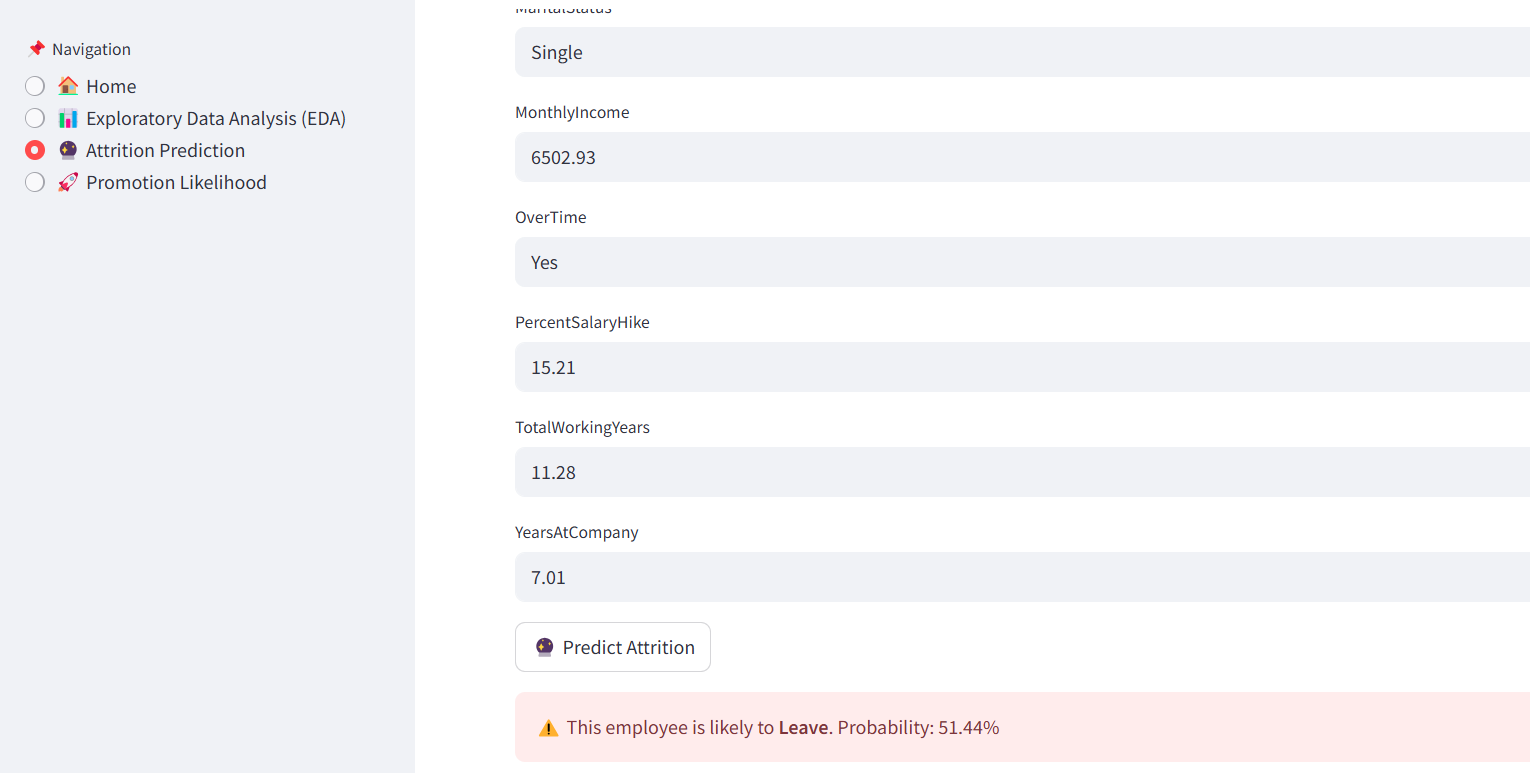 Navigation
Home
Exploratory Data Analysis (EDA)
Attrition Prediction
Promotion Likelihood
MaritalStatus
Single
MonthlyIncome
6502.93
OverTime
Yes
PercentSalaryHike
15.21
TotalWorkingYears
11.28
YearsAtCompany
7.01
Predict Attrition
This employee is likely to Leave. Probability: 51.44%